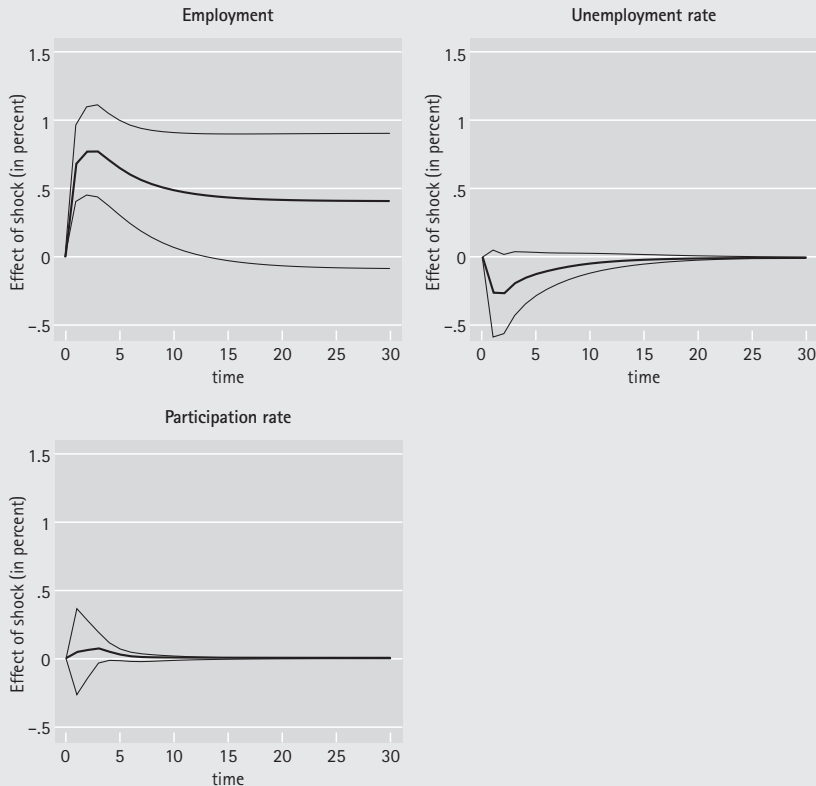 Employment
Unemployment rate
Effect of shock (in percent)
1.5
1
.5
0
–.5
0 5 10 15 20 25 30
time
Effect of shock (in percent)
1.5
1
.5
0
–.5
0 5 10 15 20 25 30
time
Participation rate
Effect of shock (in percent)
1.5
1
.5
0
–.5
0 5 10 15 20 25 30
time